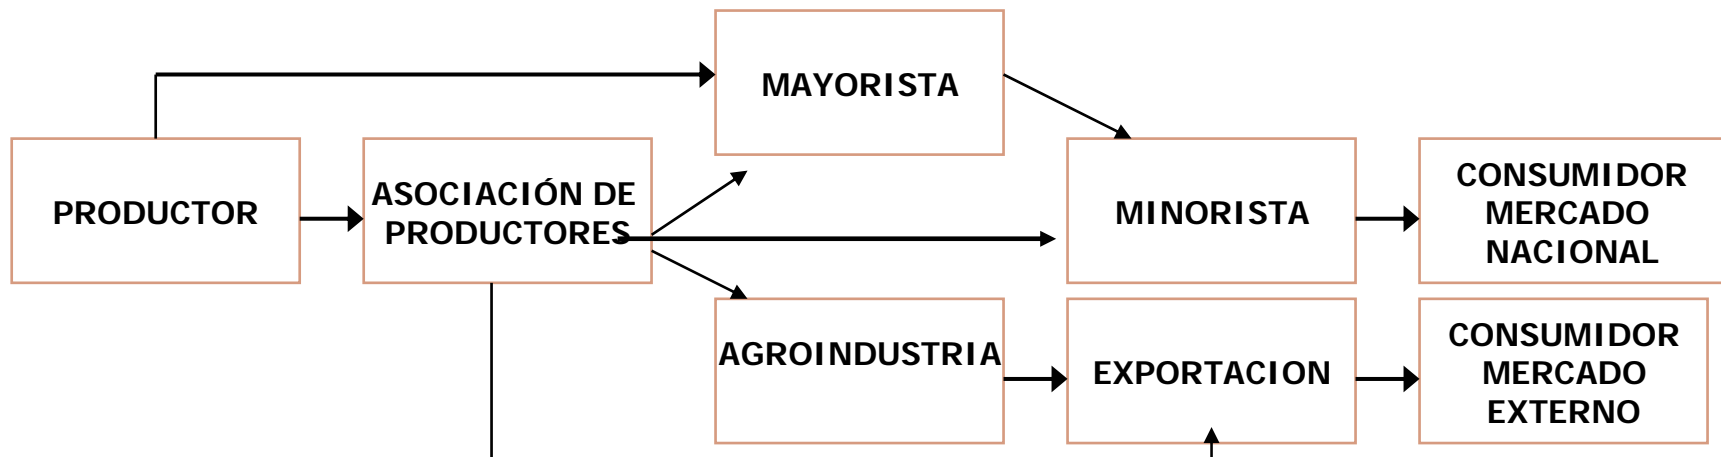 MAYORISTA
PRODUCTOR
ASOCIACIÓN DE
PRODUCTORES
MINORISTA
CONSUMIDOR
MERCADO
NACIONAL
AGROINDUSTRIA
EXPORTACION
CONSUMIDOR
MERCADO
EXTERNO